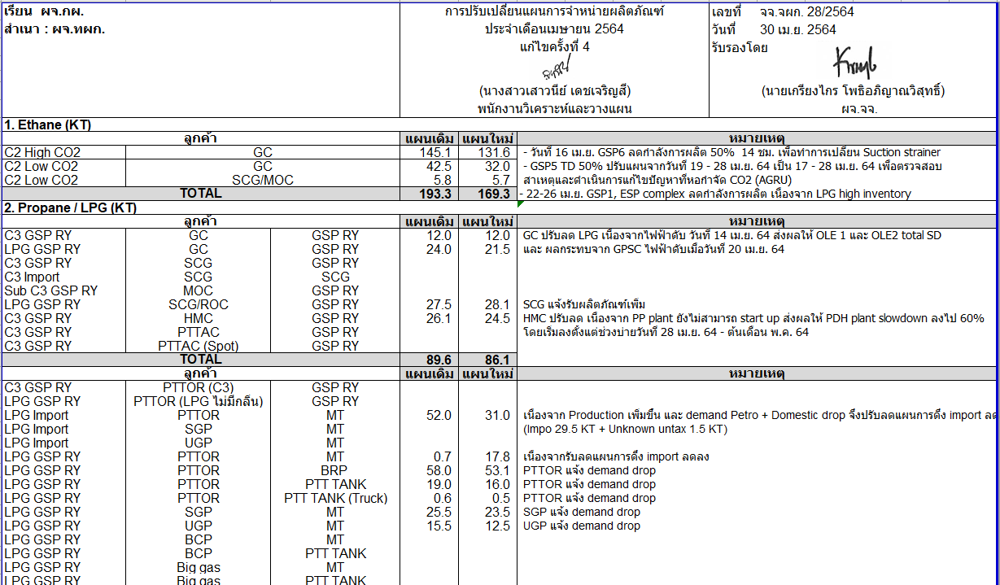 เรียน ผจ.กผ.
สำเนา : ผจ.ทผก.
การปรับเปลี่ยนแผนการจำหน่ายผลิตภัณฑ์
ประจำเดือนเมษายน 2564
แก้ไขครั้งที่ 4
(นางสาวเสาวนีย์ เดชเจริญสี)
พนักงานวิเคราะห์และวางแผน
เลขที่ จจ.จผก. 28/2564
วันที่ 30 เม.ย. 2564
รับรองโดย
(นายเกรียงไกร โพธิอภิญาณวิสุทธิ์)
ผจ.จจ.
1. Ethane (KT)
ลูกค้า แผนเดิม แผนใหม่ หมายเหตุ
C2 High CO2 GC 145.1 131.6 - วันที่ 16 เม.ย. GSP6 ลดกำลังการผลิต 50% 14 ชม. เพื่อทำการเปลี่ยน Suction strainer
C2 Low CO2 GC 42.5 32.0 - GSP5 TD 50% ปรับแผนจากวันที่ 19 - 28 เม.ย. 64 เป็น 17 - 28 เม.ย. 64 เพื่อตรวจสอบ
C2 Low CO2 SCG/MOC 5.8 5.7 สาเหตุและดำเนินการแก้ไขปัญหาที่หอกำจัด CO2 (AGRU)
TOTAL 193.3 169.3 - 22-26 เม.ย. GSP1, ESP complex ลดกำลังการผลิต เนื่องจาก LPG high inventory
2. Propane / LPG (KT)
ลูกค้า แผนเดิม แผนใหม่ หมายเหตุ
C3 GSP RY GC GSP RY 12.0 12.0 GC ปรับลด LPG เนื่องจากไฟฟ้าดับ วันที่ 14 เม.ย. 64 ส่งผลให้ OLE 1 และ OLE2 total SD
LPG GSP RY GC GSP RY 24.0 21.5 และ ผลกระทบจาก GPSC ไฟฟ้าดับเมื่อวันที่ 20 เม.ย. 64
C3 GSP RY SCG GSP RY
C3 Import SCG SCG
Sub C3 GSP RY MOC GSP RY
LPG GSP RY SCG/ROC GSP RY 27.5 28.1 SCG แจ้งรับผลิตภัณฑ์เพิ่ม
C3 GSP RY HMC GSP RY 26.1 24.5 HMC ปรับลด เนื่องจาก PP plant ยังไม่สามารถ start up ส่งผลให้ PDH plant slowdown ลงไป 60%
C3 GSP RY PTTAC GSP RY โดยเริ่มลงตั้งแต่ช่วงบ่ายวันที่ 28 เม.ย. 64 - ต้นเดือน พ.ค. 64
C3 GSP RY PTTAC (Spot) GSP RY
TOTAL 89.6 86.1
ลูกค้า แผนเดิม แผนใหม่ หมายเหตุ
C3 GSP RY PTTOR (C3) GSP RY
LPG GSP RY PTTOR (LPG ไม่มีกลิ่น) GSP RY
LPG Import PTTOR MT 52.0 31.0 เนื่องจาก Production เพิ่มขึ้น และ demand Petro + Domestic drop จึงปรับลดแผนการดึง import
LPG Import SGP MT (Impo 29.5 KT + Unknown untax 1.5 KT)
LPG Import UGP MT
LPG GSP RY PTTOR MT 0.7 17.8 เนื่องจากรับลดแผนการดึง import ลดลง
LPG GSP RY PTTOR BRP 58.0 53.1 PTTOR แจ้ง demand drop
LPG GSP RY PTTOR PTT TANK 19.0 16.0 PTTOR แจ้ง demand drop
LPG GSP RY PTTOR PTT TANK (Truck) 0.6 0.5 PTTOR แจ้ง demand drop
LPG GSP RY SGP MT 25.5 23.5 SGP แจ้ง demand drop
LPG GSP RY UGP MT 15.5 12.5 UGP แจ้ง demand drop
LPG GSP RY BCP MT
LPG GSP RY BCP PTT TANK
LPG GSP RY Big gas MT
LPG GSP RY Big gas PTT TANK